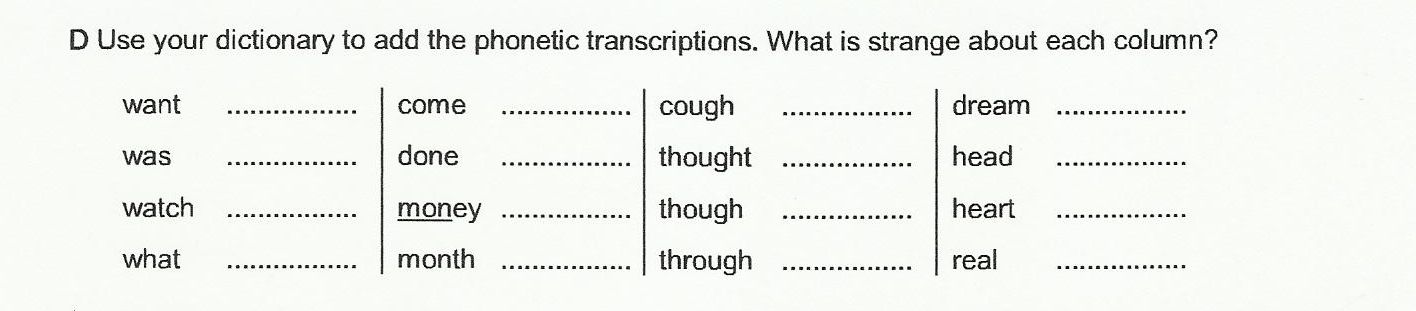 D Use your dictionary to add the phonetic transcriptions. What is strange about each column?
want ................. come ................. cough ................. dream .................
was ................. done ................. thought ................. head .................
watch ................. money ................. though ................. heart .................
what ................. month ................. through ................. real .................